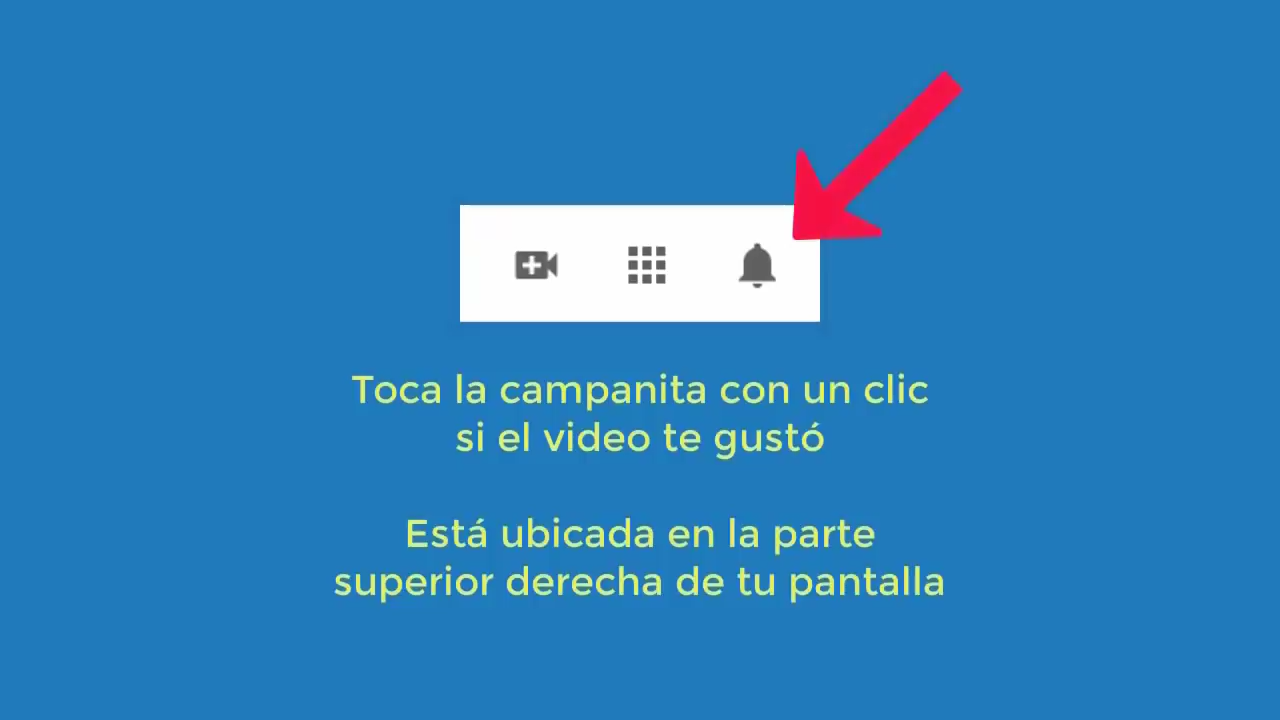 Toca la campanita con un clic
si el video te gustó
Está ubicada en la parte
superior derecha de tu pantalla